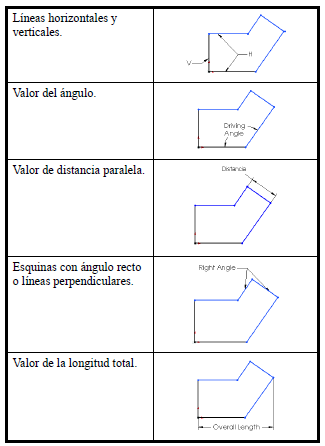 Líneas horizontales y
verticales.
V
H
Valor del ángulo.
Driving
Angle
Valor de distancia paralela.
Distancia
Esquinas con ángulo recto
o líneas perpendiculares.
Right Angle
Valor de la longitud total.
Overall Length